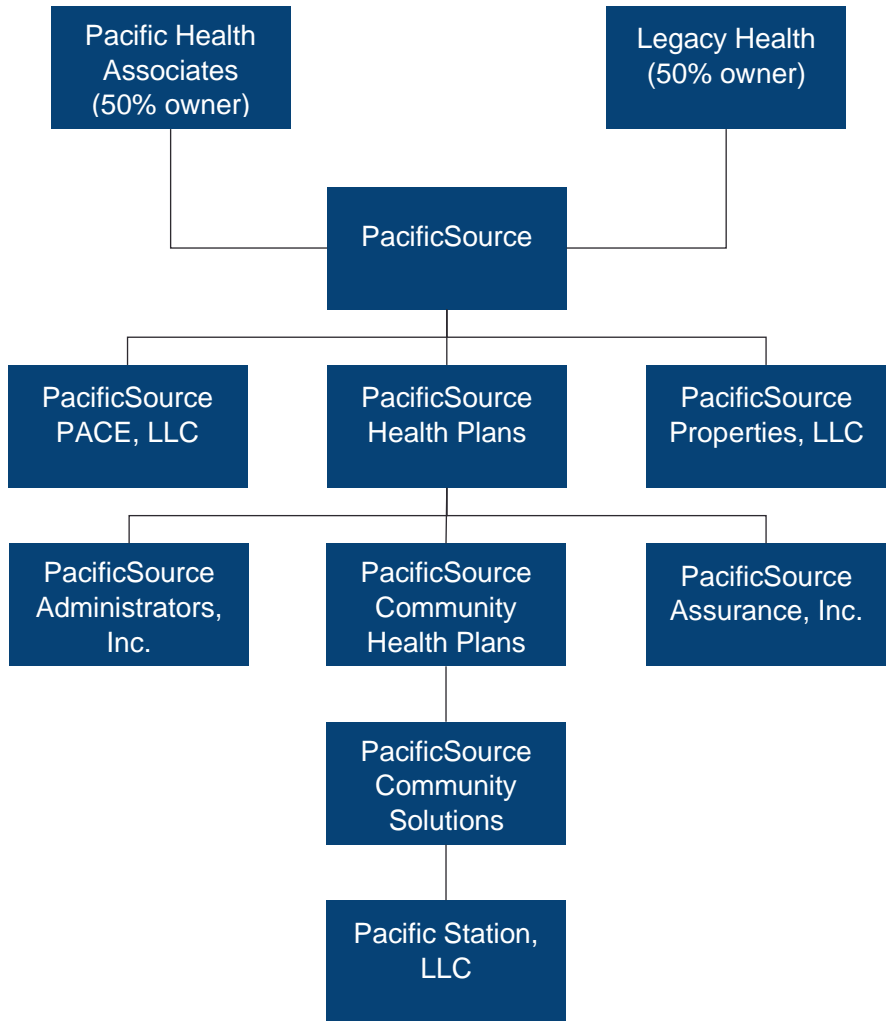 Pacific Health
Associates
(50% owner)
Legacy Health
(50% owner)
PacificSource
PacificSource
PACE, LLC
PacificSource
Health Plans
PacificSource
Properties, LLC
PacificSource
Administrators,
Inc.
PacificSource
Community
Health Plans
PacificSource
Assurance, Inc.
PacificSource
Community
Solutions
Pacific Station,
LLC